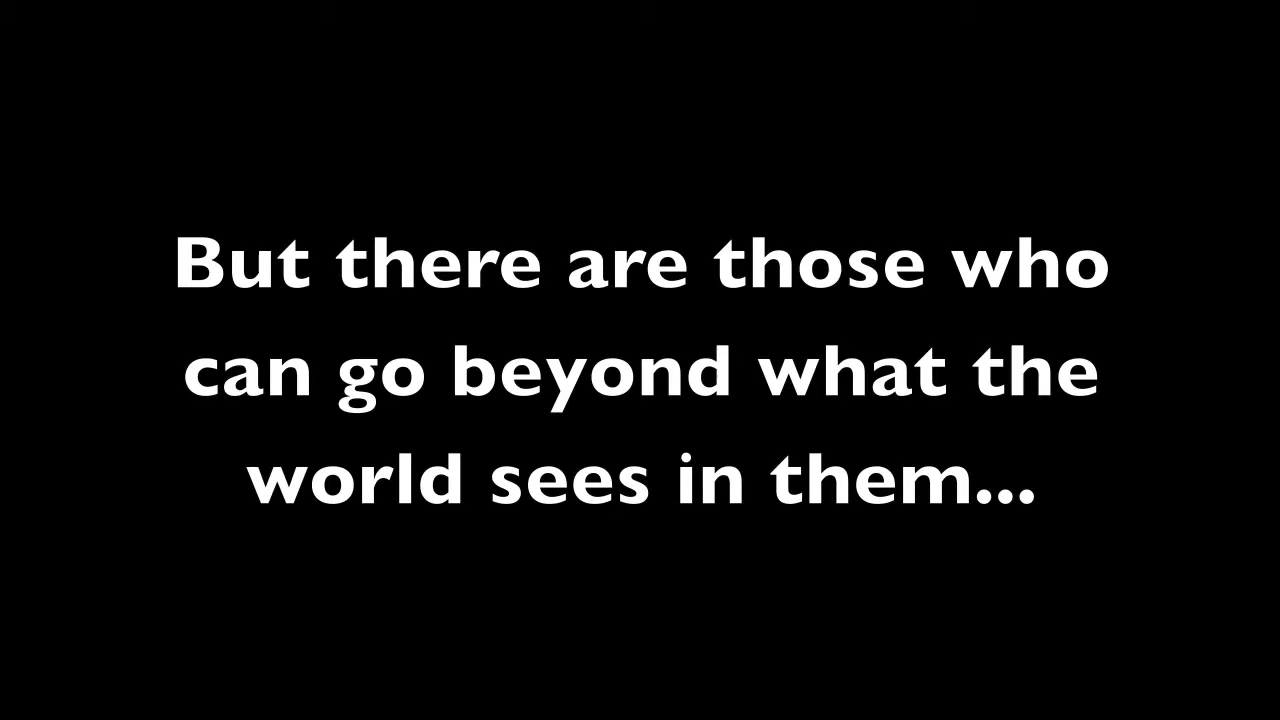 But there are those who
can go beyond what the
world sees in them...